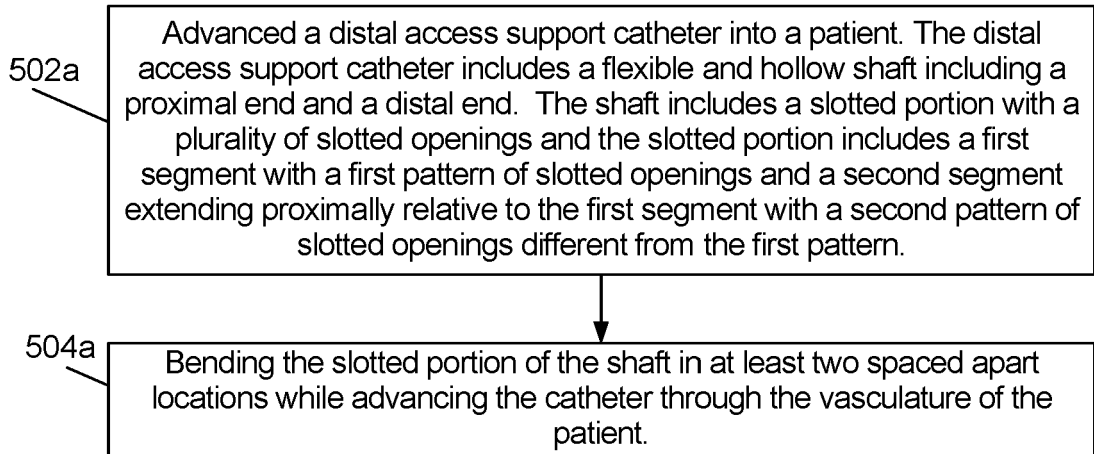 Advanced a distal access support catheter into a patient. The distal
502a access support catheter includes a flexible and hollow shaft including a
proximal end and a distal end. The shaft includes a slotted portion with a
plurality of slotted openings and the slotted portion includes a first
segment with a first pattern of slotted openings and a second segment
extending proximally relative to the first segment with a second pattern of
slotted openings different from the first pattern.
504a
Bending the slotted portion of the shaft in at least two spaced apart
locations while advancing the catheter through the vasculature of the
patient.